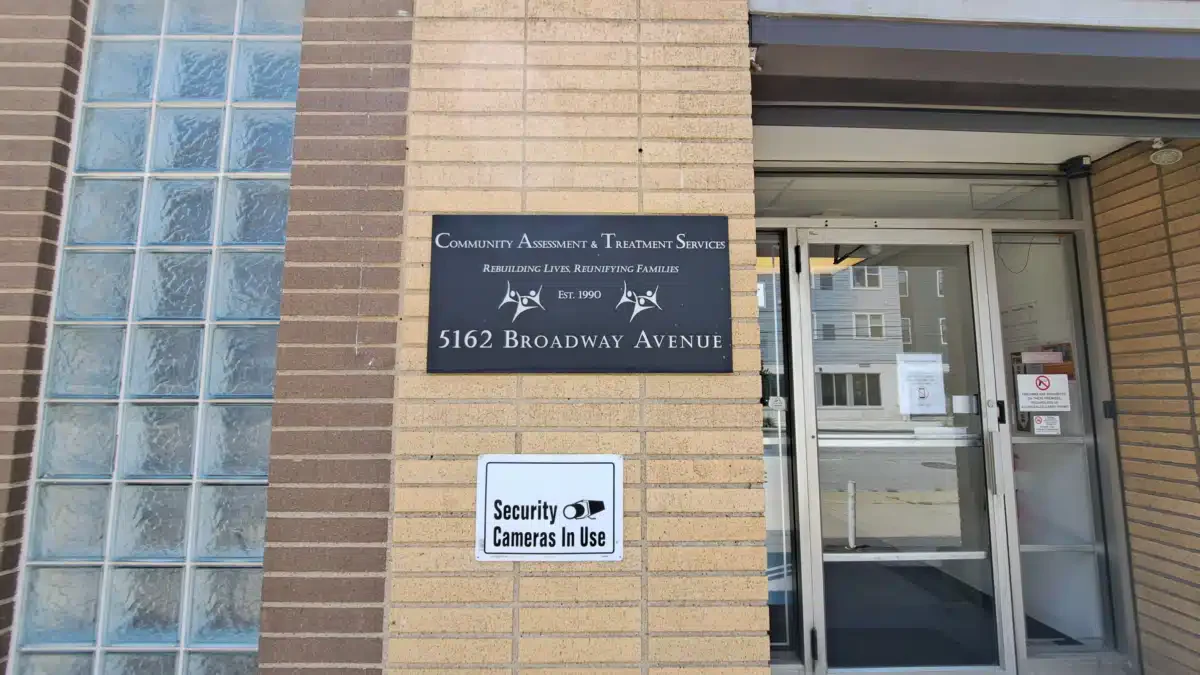 Community Assessment & Treatment Services
Rebuilding Lives, Reunifying Families
Est. 1990
5162 Broadway Avenue
Security
Cameras In Use